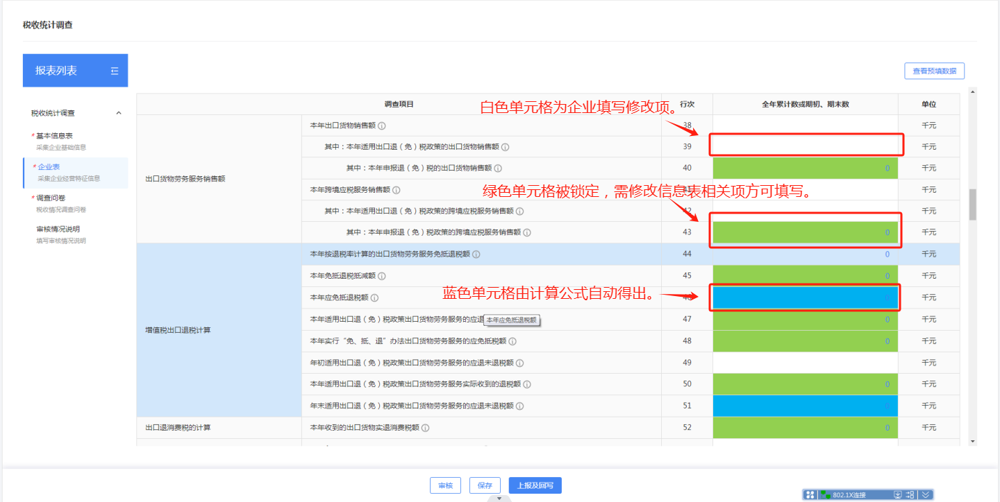 税收统计调查
报表列表
查看预填数据
税收统计调查
* 基本信息表
采集企业基础信息
* 企业表
采集企业经营特征信息
* 调查问卷
税收情况调查问卷
审核情况说明
填写审核情况说明
调查项目 行次 全年累计数或期初、期末数 单位
白色单元格为企业填写修改项。
出口货物劳务服务销售额
本年出口货物销售额 38 千元
其中：本年适用出口退（免）税政策的出口货物销售额 39 千元
其中：本年申报退（免）税的出口货物销售额 40 0 千元
本年跨境应税服务销售额 千元
绿色单元格被锁定，需修改信息表相关项方可填写。
其中：本年适用出口退（免）税政策的跨境应税服务销售额 42 千元
其中：本年申报退（免）税政策的跨境应税服务销售额 43 0 千元
增值税出口退税计算
本年按退税率计算的出口货物劳务服务免抵退税额 44 0 千元
本年免抵退税抵减额 45 0 千元
蓝色单元格由计算公式自动得出。
本年应免抵退税额 46 0 千元
本年适用出口退（免）税政策出口货物劳务服务的应退 47 0 千元
本年应免抵退税额
本年实行“免、抵、退”办法出口货物劳务服务的应免抵税额 48 0 千元
年初适用出口退（免）税政策出口货物劳务服务的应退未退税额 49 千元
本年适用出口退（免）税政策出口货物劳务服务实际收到的退税额 50 0 千元
年末适用出口退（免）税政策出口货物劳务服务的应退未退税额 51 0 千元
出口退消费税的计算
本年收到的出口货物实退消费税额 52 0 千元
审核
保存
上报及回写
802.1X连接